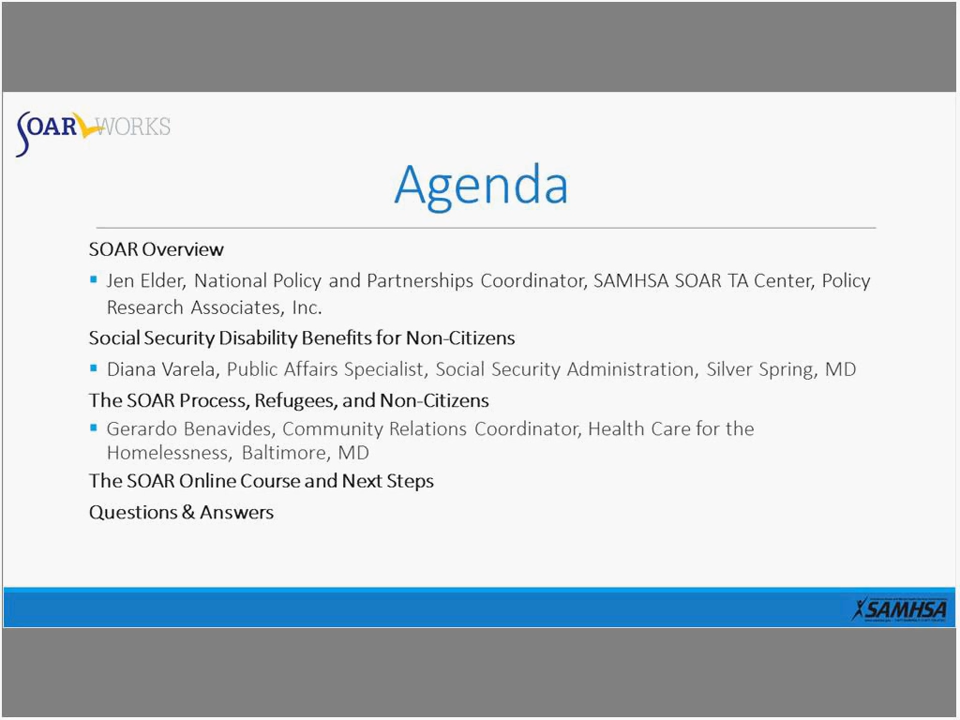 SOAR WORKS
Agenda
SOAR Overview
Jen Elder, National Policy and Partnerships Coordinator, SAMHSA SOAR TA Center, Policy
Research Associates, Inc.
Social Security Disability Benefits for Non-Citizens
Diana Varela, Public Affairs Specialist, Social Security Administration, Silver Spring, MD
The SOAR Process, Refugees, and Non-Citizens
Gerardo Benavides, Community Relations Coordinator, Health Care for the
Homelessness, Baltimore, MD
The SOAR Online Course and Next Steps
Questions & Answers
SAMHSA